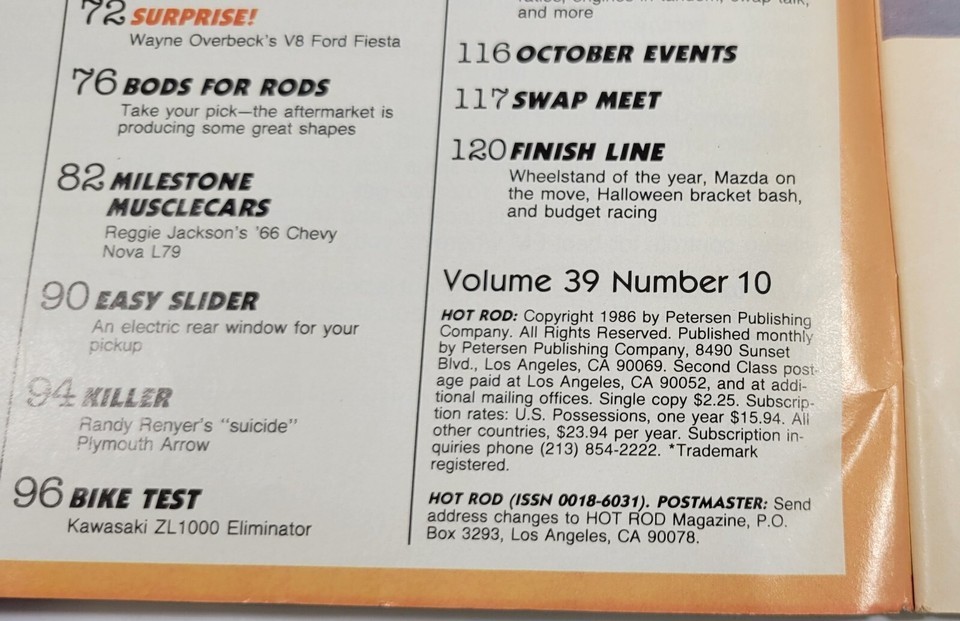 72 SURPRISE!
Wayne Overbeck's V8 Ford Fiesta
76 BODS FOR RODS
Take your pick—the aftermarket is
producing some great shapes
82 MILESTONE
MUSCLECARS
Reggie Jackson's '66 Chevy
Nova L79
90 EASY SLIDER
An electric rear window for your
pickup
94 KILLER
Randy Renyer's "suicide"
Plymouth Arrow
96 BIKE TEST
Kawasaki ZL1000 Eliminator
and more
116 OCTOBER EVENTS
117 SWAP MEET
120 FINISH LINE
Wheelstand of the year, Mazda on
the move, Halloween bracket bash,
and budget racing
Volume 39 Number 10
HOT ROD: Copyright 1986 by Petersen Publishing
Company. All Rights Reserved. Published monthly
by Petersen Publishing Company, 8490 Sunset
Blvd., Los Angeles, CA 90069. Second Class post-
age paid at Los Angeles, CA 90052, and at addi-
tional mailing offices. Single copy $2.25. Subscrip-
tion rates: U.S. Possessions, one year $15.94. All
other countries, $23.94 per year. Subscription in-
quiries phone (213) 854-2222. *Trademark
registered.
HOT ROD (ISSN 0018-6031). POSTMASTER: Send
address changes to HOT ROD Magazine, P.O.
Box 3293, Los Angeles, CA 90078.